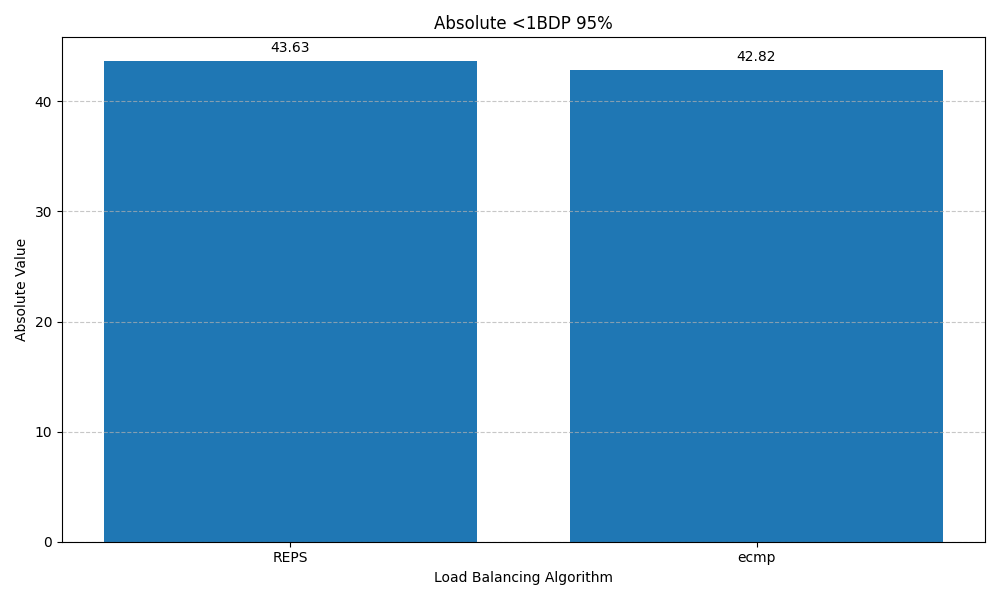 Absolute <1BDP 95%
43.63
42.82
40
30
20
10
0
Absolute Value
REPS
ecmp
Load Balancing Algorithm